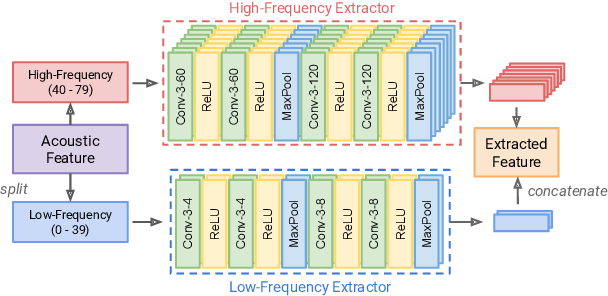 High-Frequency Extractor
High-Frequency
(40 - 79)
Conv-3-60
ReLU
Conv-3-60
ReLU
MaxPool
Conv-3-120
ReLU
Conv-3-120
ReLU
MaxPool
Acoustic
Feature
Extracted
Feature
split
concatenate
Low-Frequency
(0 - 39)
Conv-3-4
ReLU
Conv-3-4
ReLU
MaxPool
Conv-3-8
ReLU
Conv-3-8
ReLU
MaxPool
Low-Frequency Extractor